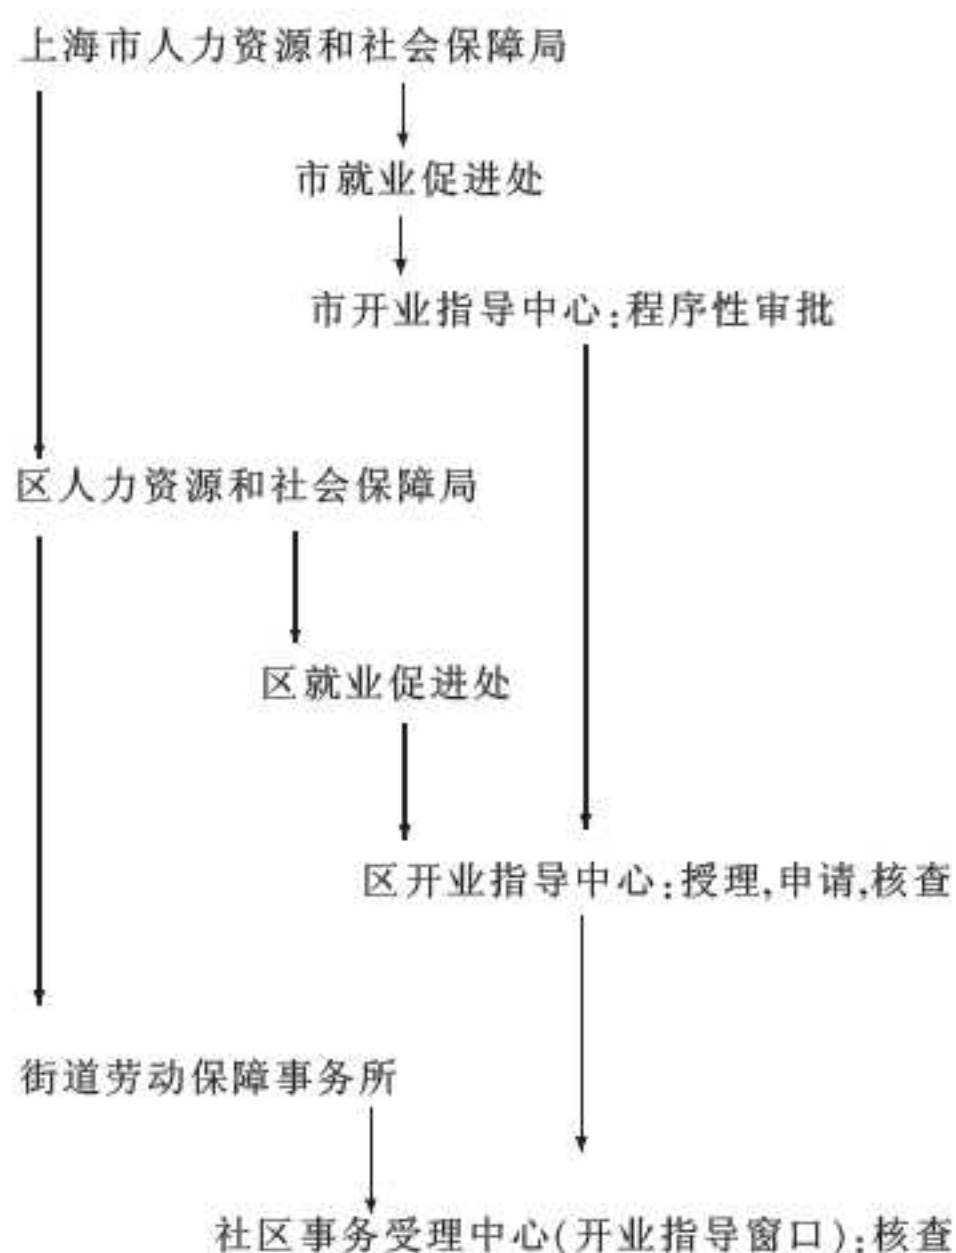 上海市人力资源和社会保障局
市就业促进处
市开业指导中心:程序性审批
区人力资源和社会保障局
区就业促进处
区开业指导中心:授理,申请,核查
街道劳动保障事务所
社区事务受理中心(开业指导窗口):核查